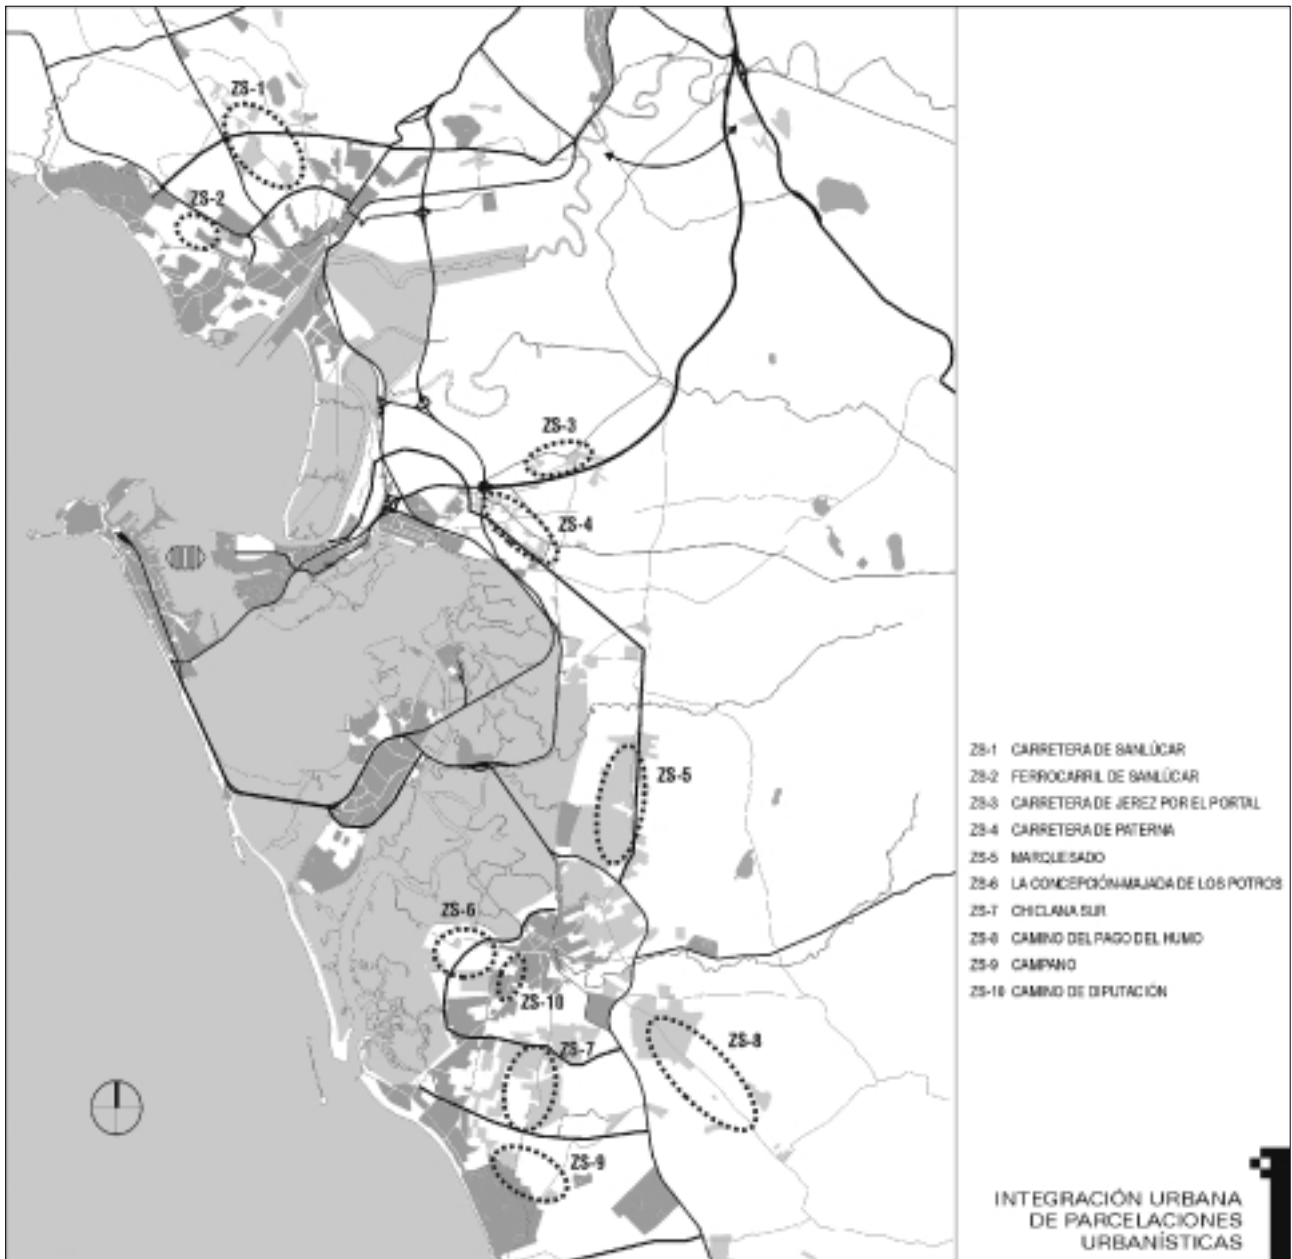 ZS-1
ZS-2
ZS-3
ZS-4
ZS-5
ZS-6
ZS-10
ZS-7
ZS-8
ZS-9
ZS-1 CARRETERA DE SANLÚCAR
ZS-2 FERROCARRIL DE SANLÚCAR
ZS-3 CARRETERA DE JEREZ POR EL PORTAL
ZS-4 CARRETERA DE PATERNA
ZS-5 MARQUESADO
ZS-6 LA CONCEPCIÓN-MAJADA DE LOS POTROS
ZS-7 CHICLANA SUR
ZS-8 CAMINO DEL PAGO DEL HUMO
ZS-9 CAMPANO
ZS-10 CAMINO DE DIPUTACIÓN
INTEGRACIÓN URBANA
DE PARCELACIONES
URBANÍSTICAS